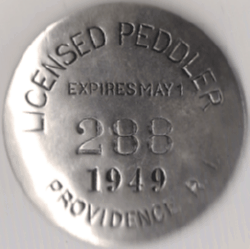 LICENSED PEDDLER
EXPIRES MAY 1
288
1949
PROVIDENCE R I